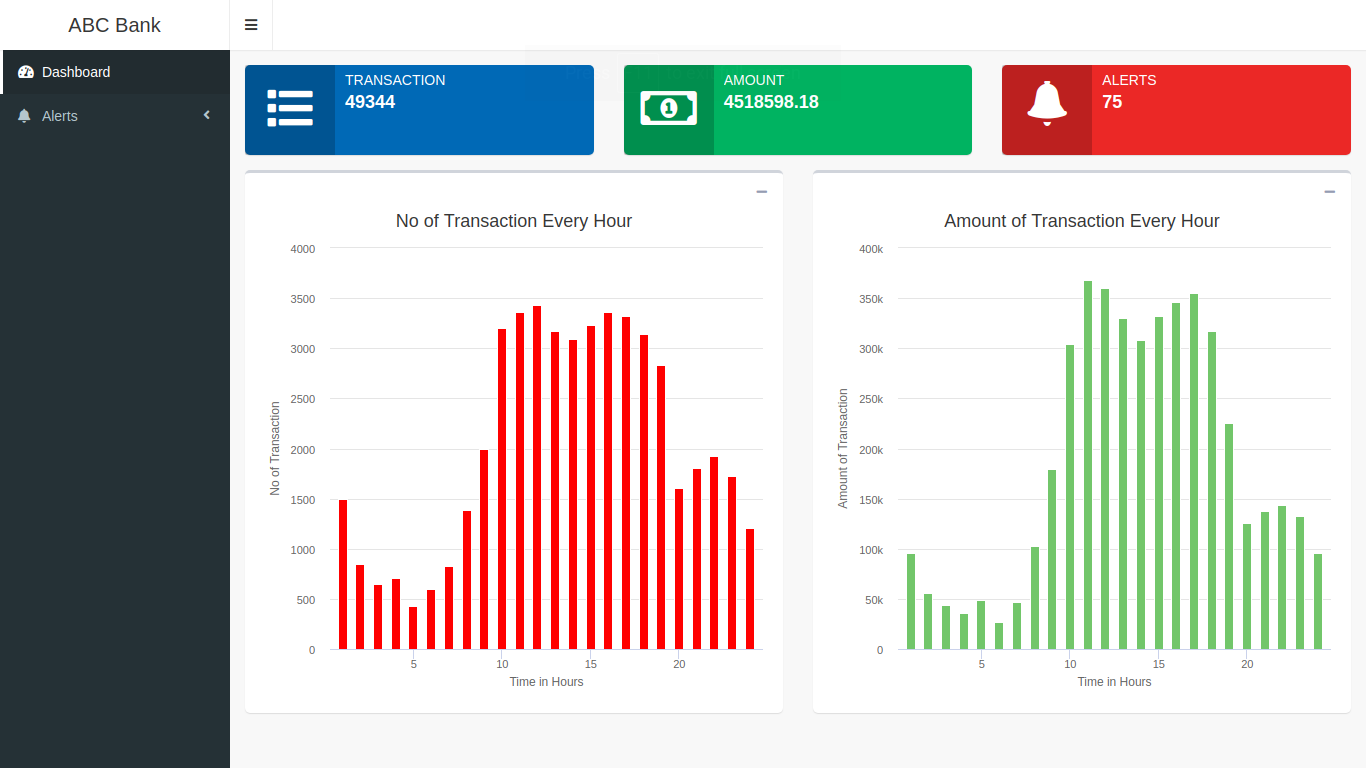 ABC Bank
Dashboard
Alerts
TRANSACTION
49344
AMOUNT
4518598.18
ALERTS
75
No of Transaction Every Hour
No of Transaction
4000
3500
3000
2500
2000
1500
1000
500
0
5 10 15 20
Time in Hours
Amount of Transaction Every Hour
Amount of Transaction
400k
350k
300k
250k
200k
150k
100k
50k
0
5 10 15 20
Time in Hours